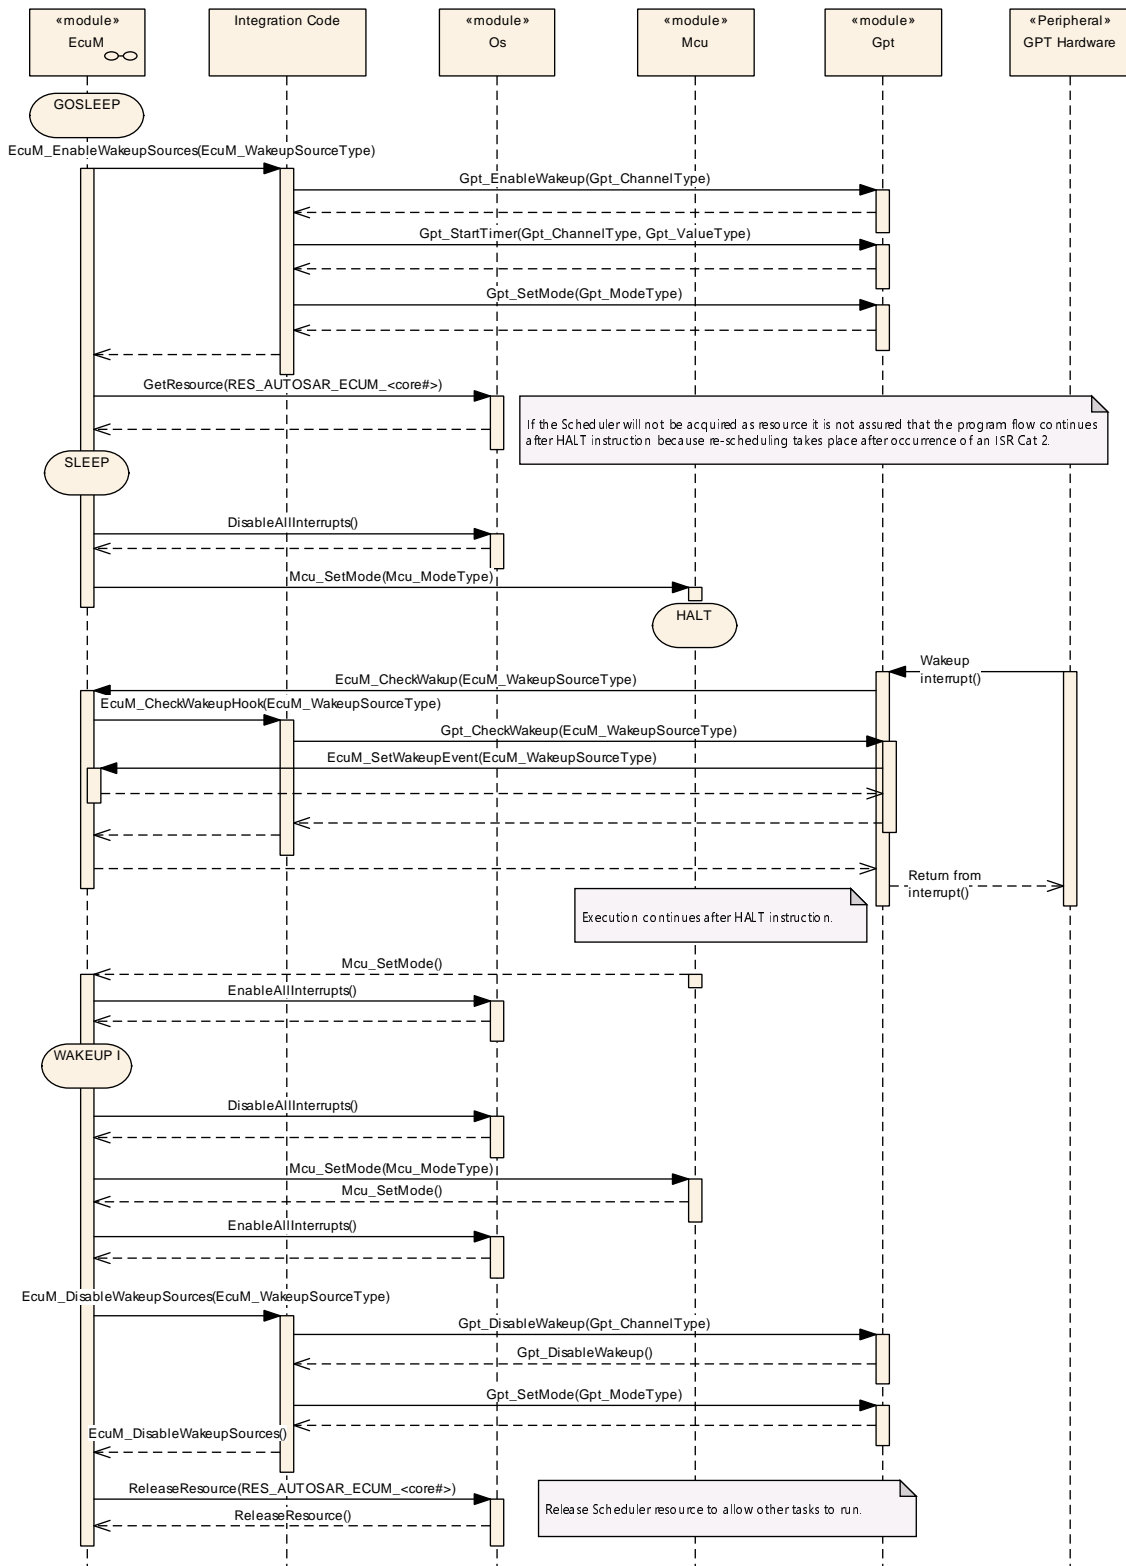 «module»
EcuM
Integration Code
«module»
Os
«module»
Mcu
«module»
Gpt
«Peripheral»
GPT Hardware
GOSLEEP
EcuM_EnableWakeupSources(EcuM_WakeupSourceType)
Gpt_EnableWakeup(Gpt_ChannelType)
Gpt_StartTimer(Gpt_ChannelType, Gpt_ValueType)
Gpt_SetMode(Gpt_ModeType)
GetResource(RES_AUTOSAR_ECUM_<core#>)
If the Scheduler will not be acquired as resource it is not assured that the program flow continues
after HALT instruction because re-scheduling takes place after occurrence of an ISR Cat 2.
SLEEP
DisableAllInterrupts()
Mcu_SetMode(Mcu_ModeType)
HALT
Wakeup
interrupt()
EcuM_CheckWakup(EcuM_WakeupSourceType)
EcuM_CheckWakeupHook(EcuM_WakeupSourceType)
Gpt_CheckWakup(EcuM_WakeupSourceType)
EcuM_SetWakeupEvent(EcuM_WakeupSourceType)
Return from
interrupt()
Execution continues after HALT instruction.
Mcu_SetMode()
EnableAllInterrupts()
WAKEUP I
DisableAllInterrupts()
Mcu_SetMode(Mcu_ModeType)
Mcu_SetMode()
EnableAllInterrupts()
EcuM_DisableWakeupSources(EcuM_WakeupSourceType)
Gpt_DisableWakeup(Gpt_ChannelType)
Gpt_DisableWakeup()
Gpt_SetMode(Gpt_ModeType)
EcuM_DisableWakeupSources()
ReleaseResource(RES_AUTOSAR_ECUM_<core#>)
Release Scheduler resource to allow other tasks to run.
ReleaseResource()